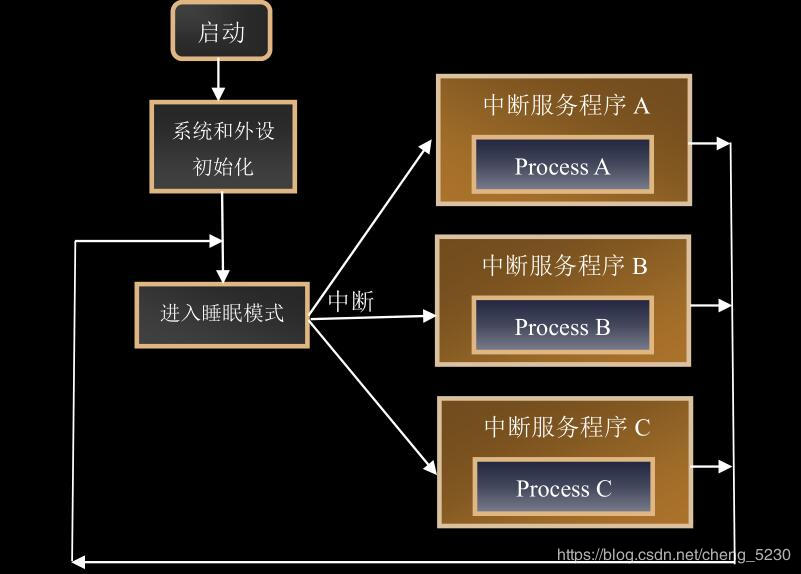 启动
系统和外设
初始化
进入睡眠模式
中断
中断服务程序 A
Process A
中断服务程序 B
Process B
中断服务程序 C
Process C
https://blog.csdn.net/cheng_5230